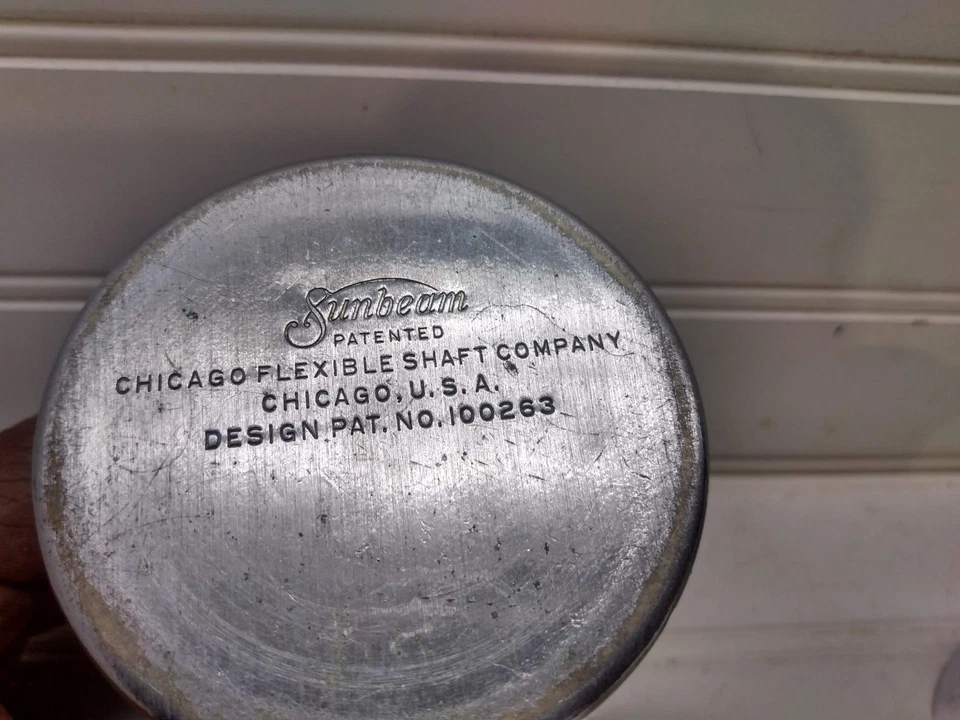 Sunbeam
PATENTED
CHICAGO FLEXIBLE SHAFT COMPANY
CHICAGO, U.S.A.
DESIGN PAT. NO. 100263